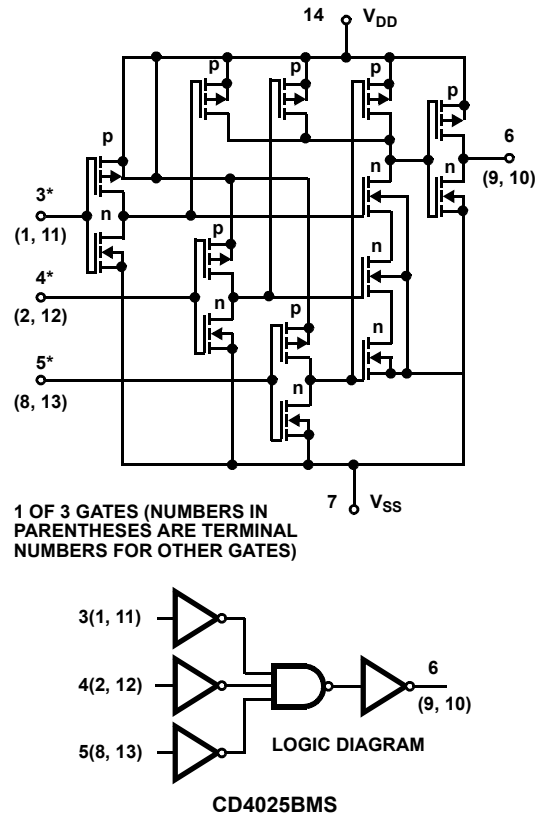 14 V_DD
p p p p
6
p
3* n n n
(1, 11) (9, 10)
p
4* n
(2, 12) n
p
5* n n
(8, 13)
7 V_SS
1 OF 3 GATES (NUMBERS IN
PARENTHESES ARE TERMINAL
NUMBERS FOR OTHER GATES)
3(1, 11)
4(2, 12)
6
(9, 10)
5(8, 13)
LOGIC DIAGRAM
CD4025BMS